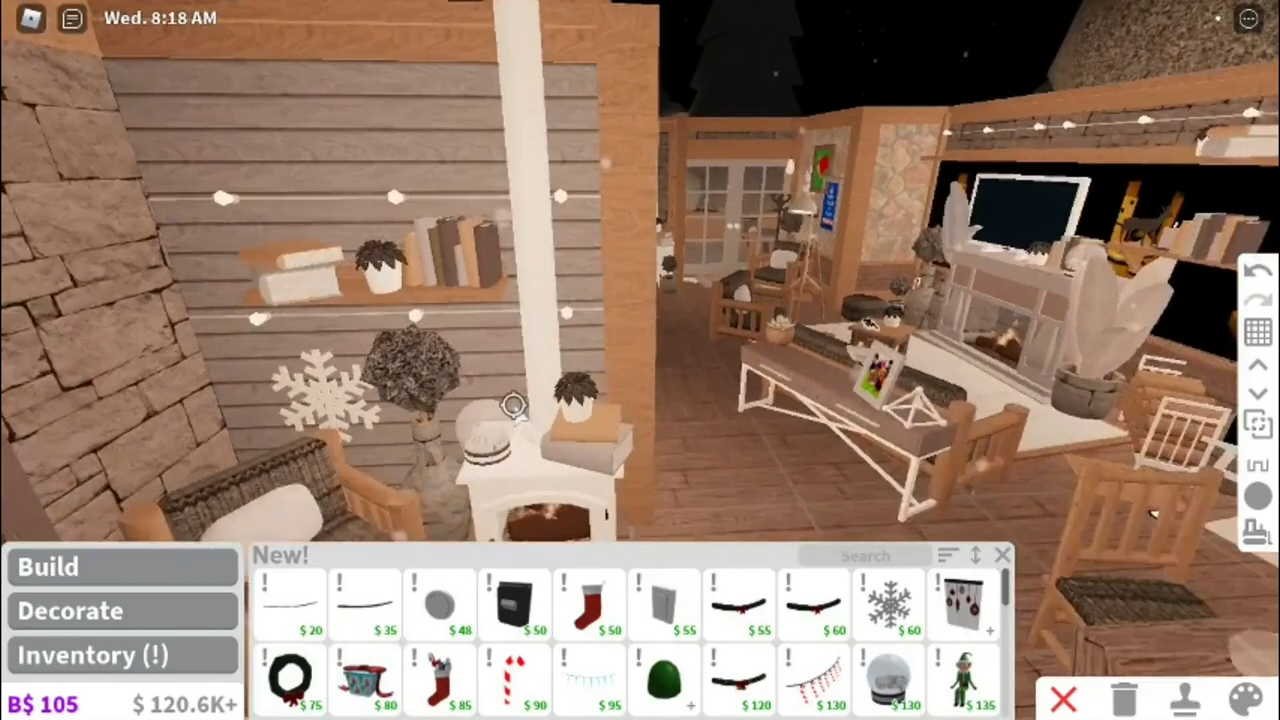 Wed. 8:18 AM
New!
Search
Build
$ 20
$ 35
$ 48
$ 50
$ 50
$ 55
$ 55
$ 60
$ 60
+
Decorate
Inventory (!)
$ 75
$ 80
$ 85
$ 90
$ 95
+
$ 120
$ 130
$ 130
$ 135
B$ 105
$ 120.6K+